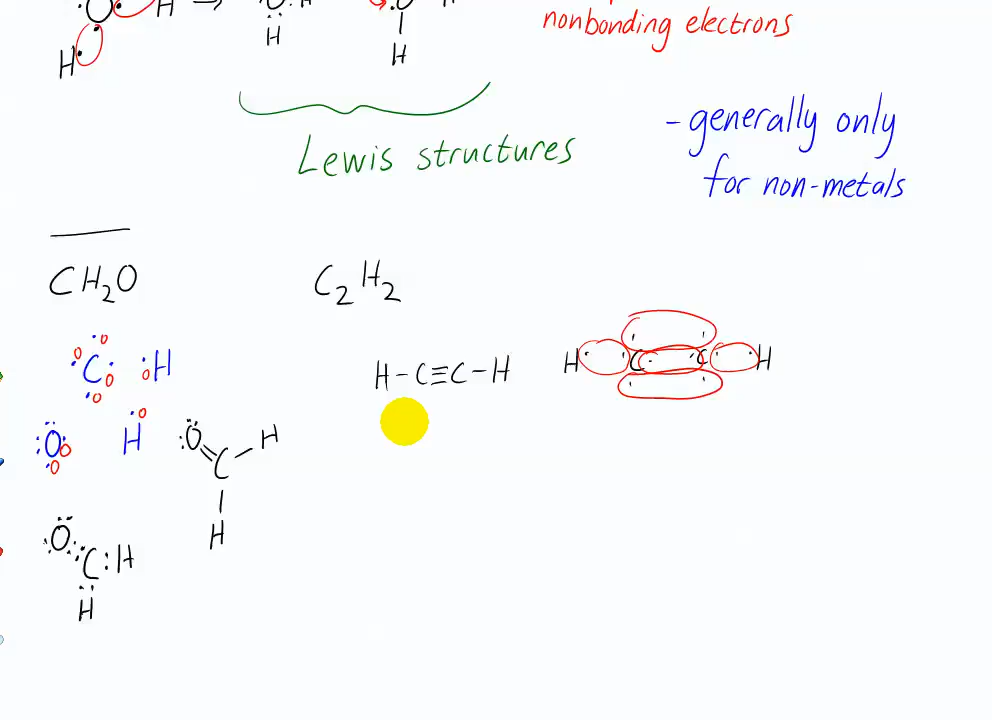 O H → O H O H
H H H
nonbonding electrons
- generally only
for non-metals
Lewis structures
CH₂O
C₂H₂
C H
O H
H-C≡C-H
H C C H
O C H
H
O C H
H